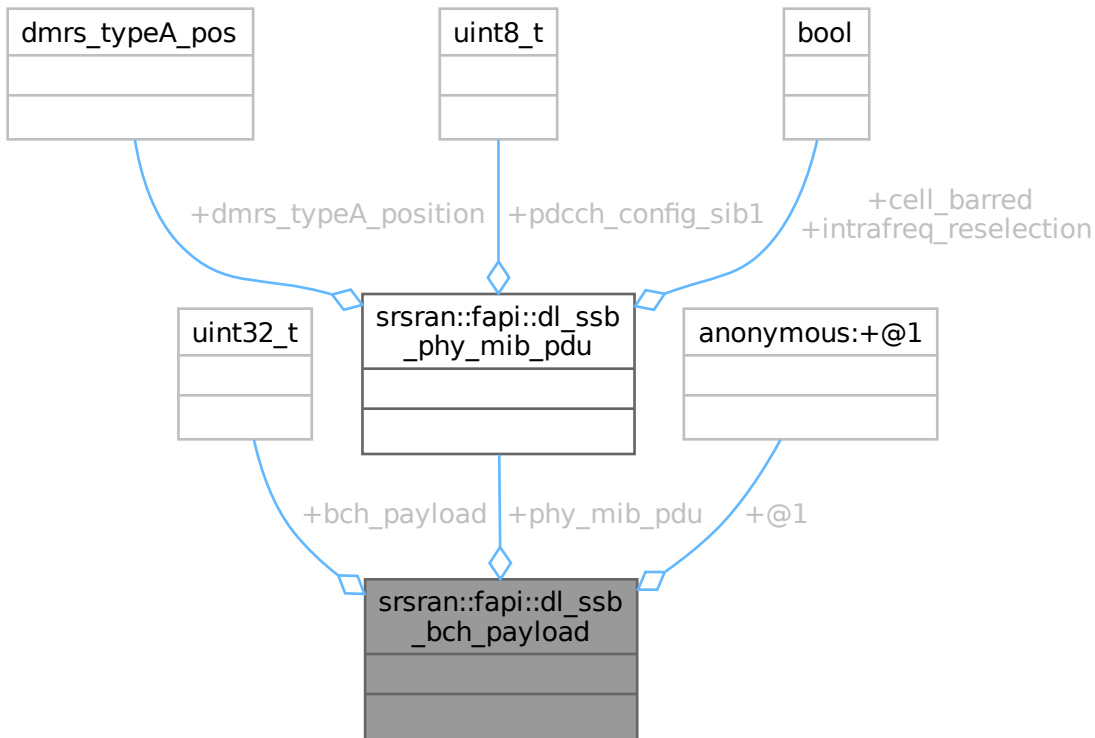 dmrs_typeA_pos
uint8_t
bool
+dmrs_typeA_position
+pdcch_config_sib1
+cell_barred
+intrafreq_reselection
uint32_t
srsran::fapi::dl_ssb
_phy_mib_pdu
anonymous:+@1
+bch_payload
+phy_mib_pdu
+@1
srsran::fapi::dl_ssb
_bch_payload